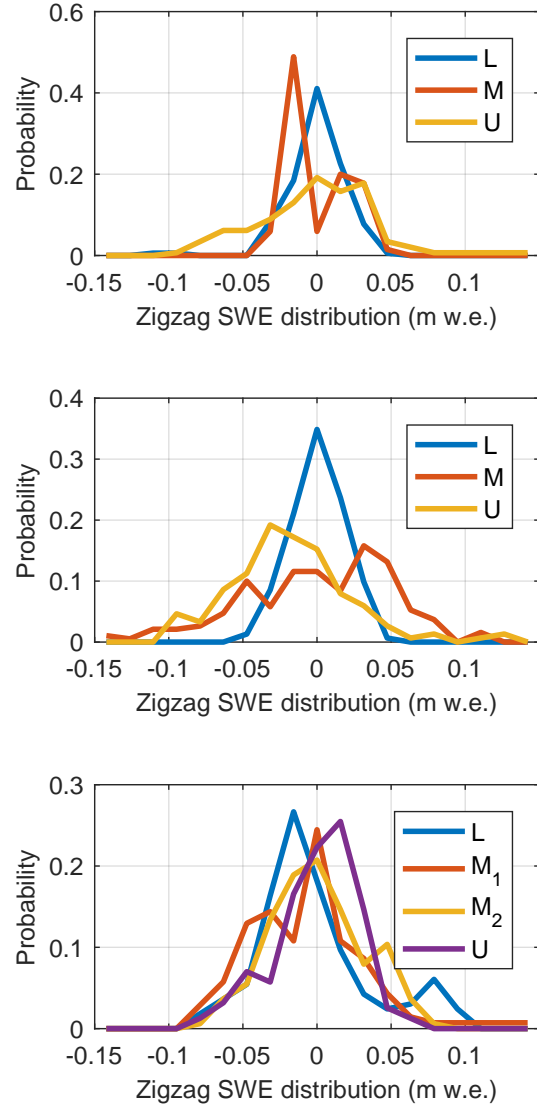 0.6
0.4
0.2
0
Probability
L
M
U
-0.15 -0.1 -0.05 0 0.05 0.1
Zigzag SWE distribution (m w.e.)
0.4
0.3
0.2
0.1
0
Probability
L
M
U
-0.15 -0.1 -0.05 0 0.05 0.1
Zigzag SWE distribution (m w.e.)
0.3
0.2
0.1
0
Probability
L
M₁
M₂
U
-0.15 -0.1 -0.05 0 0.05 0.1
Zigzag SWE distribution (m w.e.)